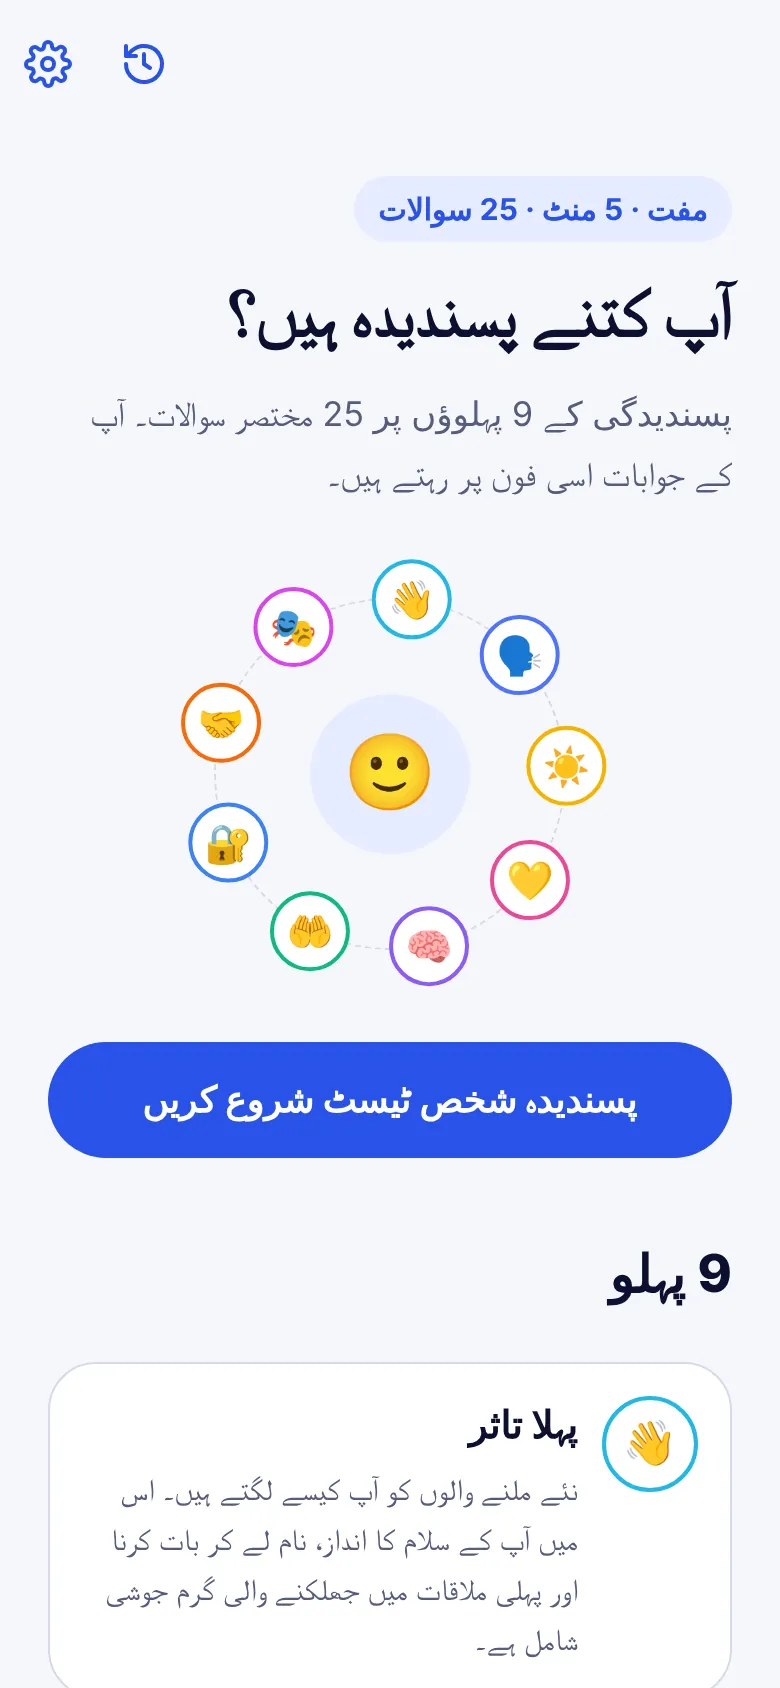 مفت · 5 منٹ · 25 سوالات
آپ کتنے پسندیدہ ہیں؟
پسندیدگی کے 9 پہلوؤں پر 25 مختصر سوالات۔ آپ
کے جوابات اسی فون پر رہتے ہیں۔
پسندیدہ شخص ٹیسٹ شروع کریں
9 پہلو
پہلا تاثر
نئے ملنے والوں کو آپ کیسے لگتے ہیں۔ اس
میں آپ کے سلام کا انداز، نام لے کر بات کرنا
اور پہلی ملاقات میں جھلکنے والی گرم جوشی
شامل ہے۔